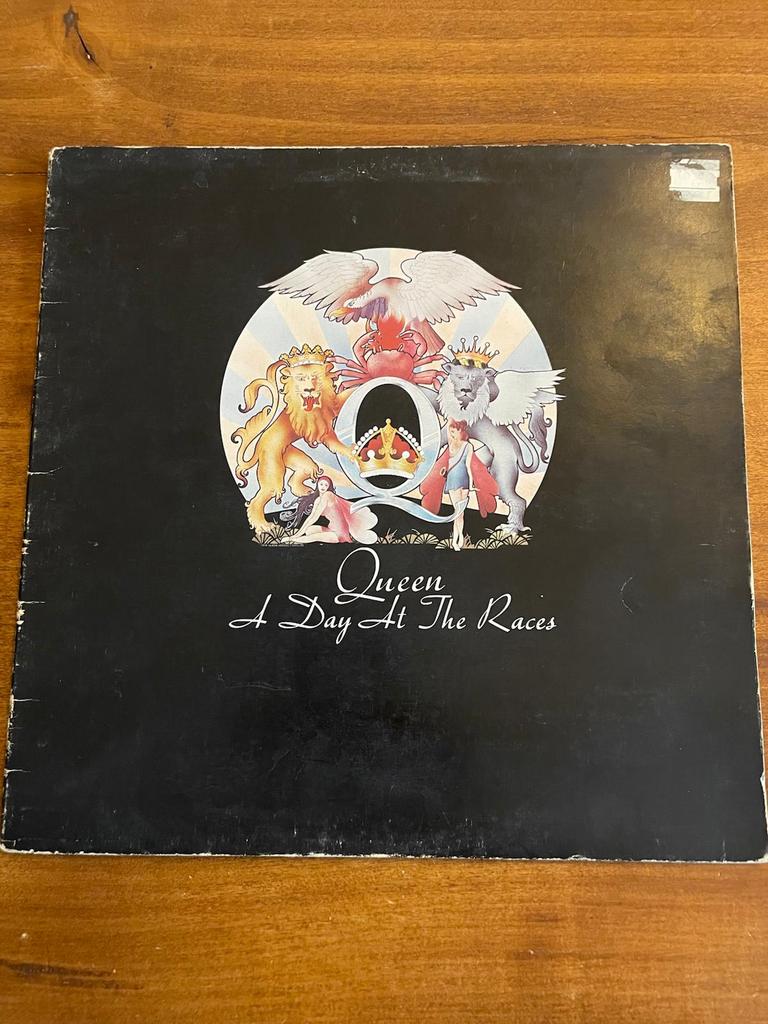 Queen
A Day At The Races